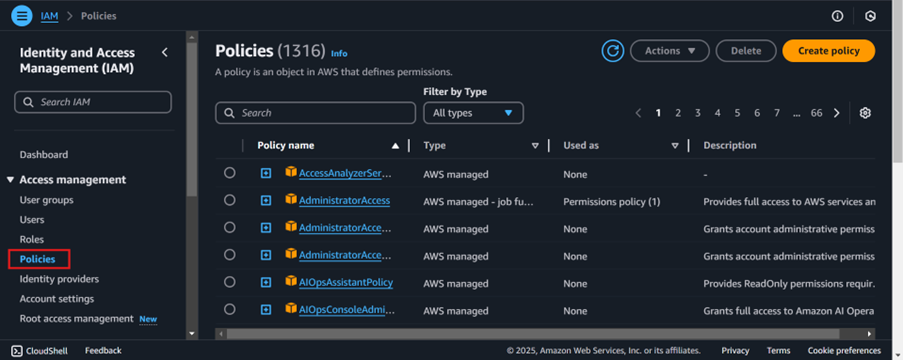 IAM > Policies
Identity and Access Management (IAM)
Search IAM
Dashboard
Access management
User groups
Users
Roles
Policies
Identity providers
Account settings
Root access management New
Policies (1316) Info
Actions
Delete
Create policy
A policy is an object in AWS that defines permissions.
Filter by Type
Search
All types
1 2 3 4 5 6 7 ... 66
Policy name Type Used as Description
AccessAnalyzerSer... AWS managed None -
AdministratorAccess AWS managed - job fu... Permissions policy (1) Provides full access to AWS services an
AdministratorAcce... AWS managed None Grants account administrative permiss
AdministratorAcce... AWS managed None Grants account administrative permiss
AIOpsAssistantPolicy AWS managed None Provides ReadOnly permissions requir...
AIOpsConsoleAdmi... AWS managed None Grants full access to Amazon AI Opera
CloudShell Feedback © 2025, Amazon Web Services, Inc. or its affiliates. Privacy Terms Cookie preferences